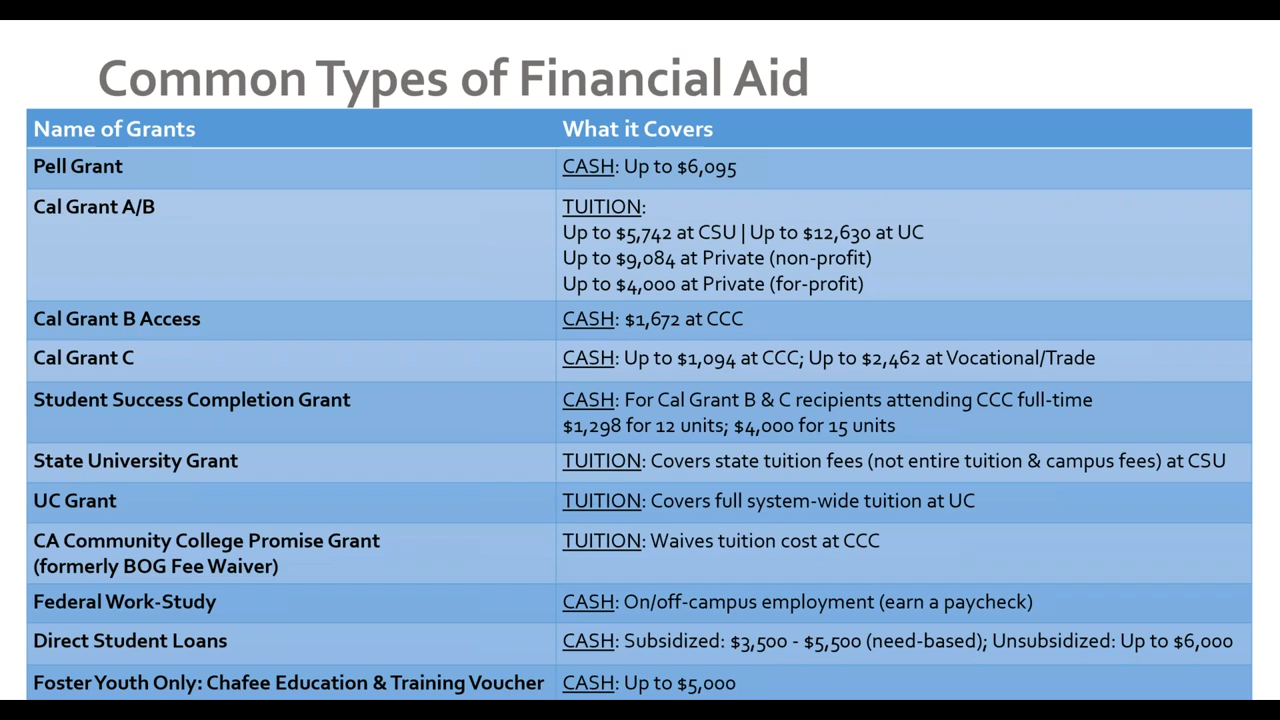 Common Types of Financial Aid
Name of Grants
What it Covers
Pell Grant
CASH: Up to $6,095
Cal Grant A/B
TUITION:
Up to $5,742 at CSU | Up to $12,630 at UC
Up to $9,084 at Private (non-profit)
Up to $4,000 at Private (for-profit)
Cal Grant B Access
CASH: $1,672 at CCC
Cal Grant C
CASH: Up to $1,094 at CCC; Up to $2,462 at Vocational/Trade
Student Success Completion Grant
CASH: For Cal Grant B & C recipients attending CCC full-time
$1,298 for 12 units; $4,000 for 15 units
State University Grant
TUITION: Covers state tuition fees (not entire tuition & campus fees) at CSU
UC Grant
TUITION: Covers full system-wide tuition at UC
CA Community College Promise Grant
(formerly BOG Fee Waiver)
TUITION: Waives tuition cost at CCC
Federal Work-Study
CASH: On/off-campus employment (earn a paycheck)
Direct Student Loans
CASH: Subsidized: $3,500 - $5,500 (need-based); Unsubsidized: Up to $6,000
Foster Youth Only: Chafee Education & Training Voucher
CASH: Up to $5,000